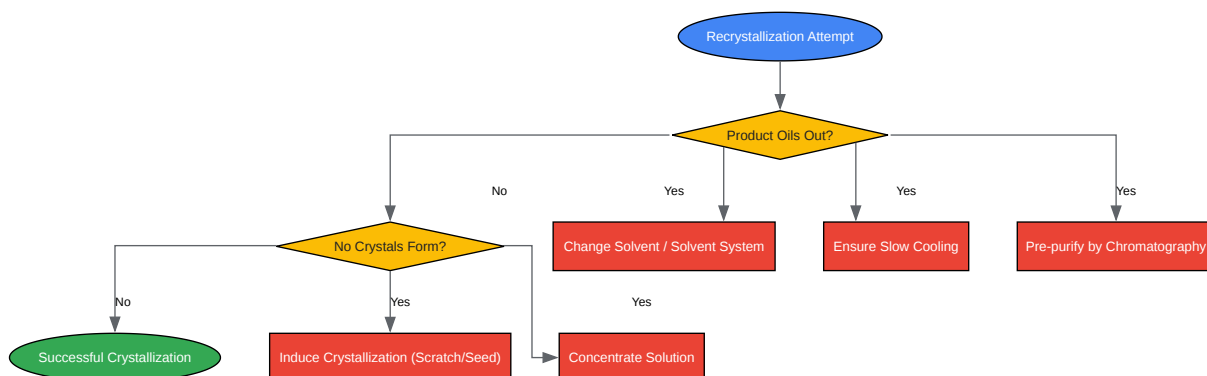 Recrystallization Attempt
Product Oils Out?
No
Yes
Yes
Yes
No Crystals Form?
Change Solvent / Solvent System
Ensure Slow Cooling
Pre-purify by Chromatography
No
Yes
Yes
Successful Crystallization
Induce Crystallization (Scratch/Seed)
Concentrate Solution